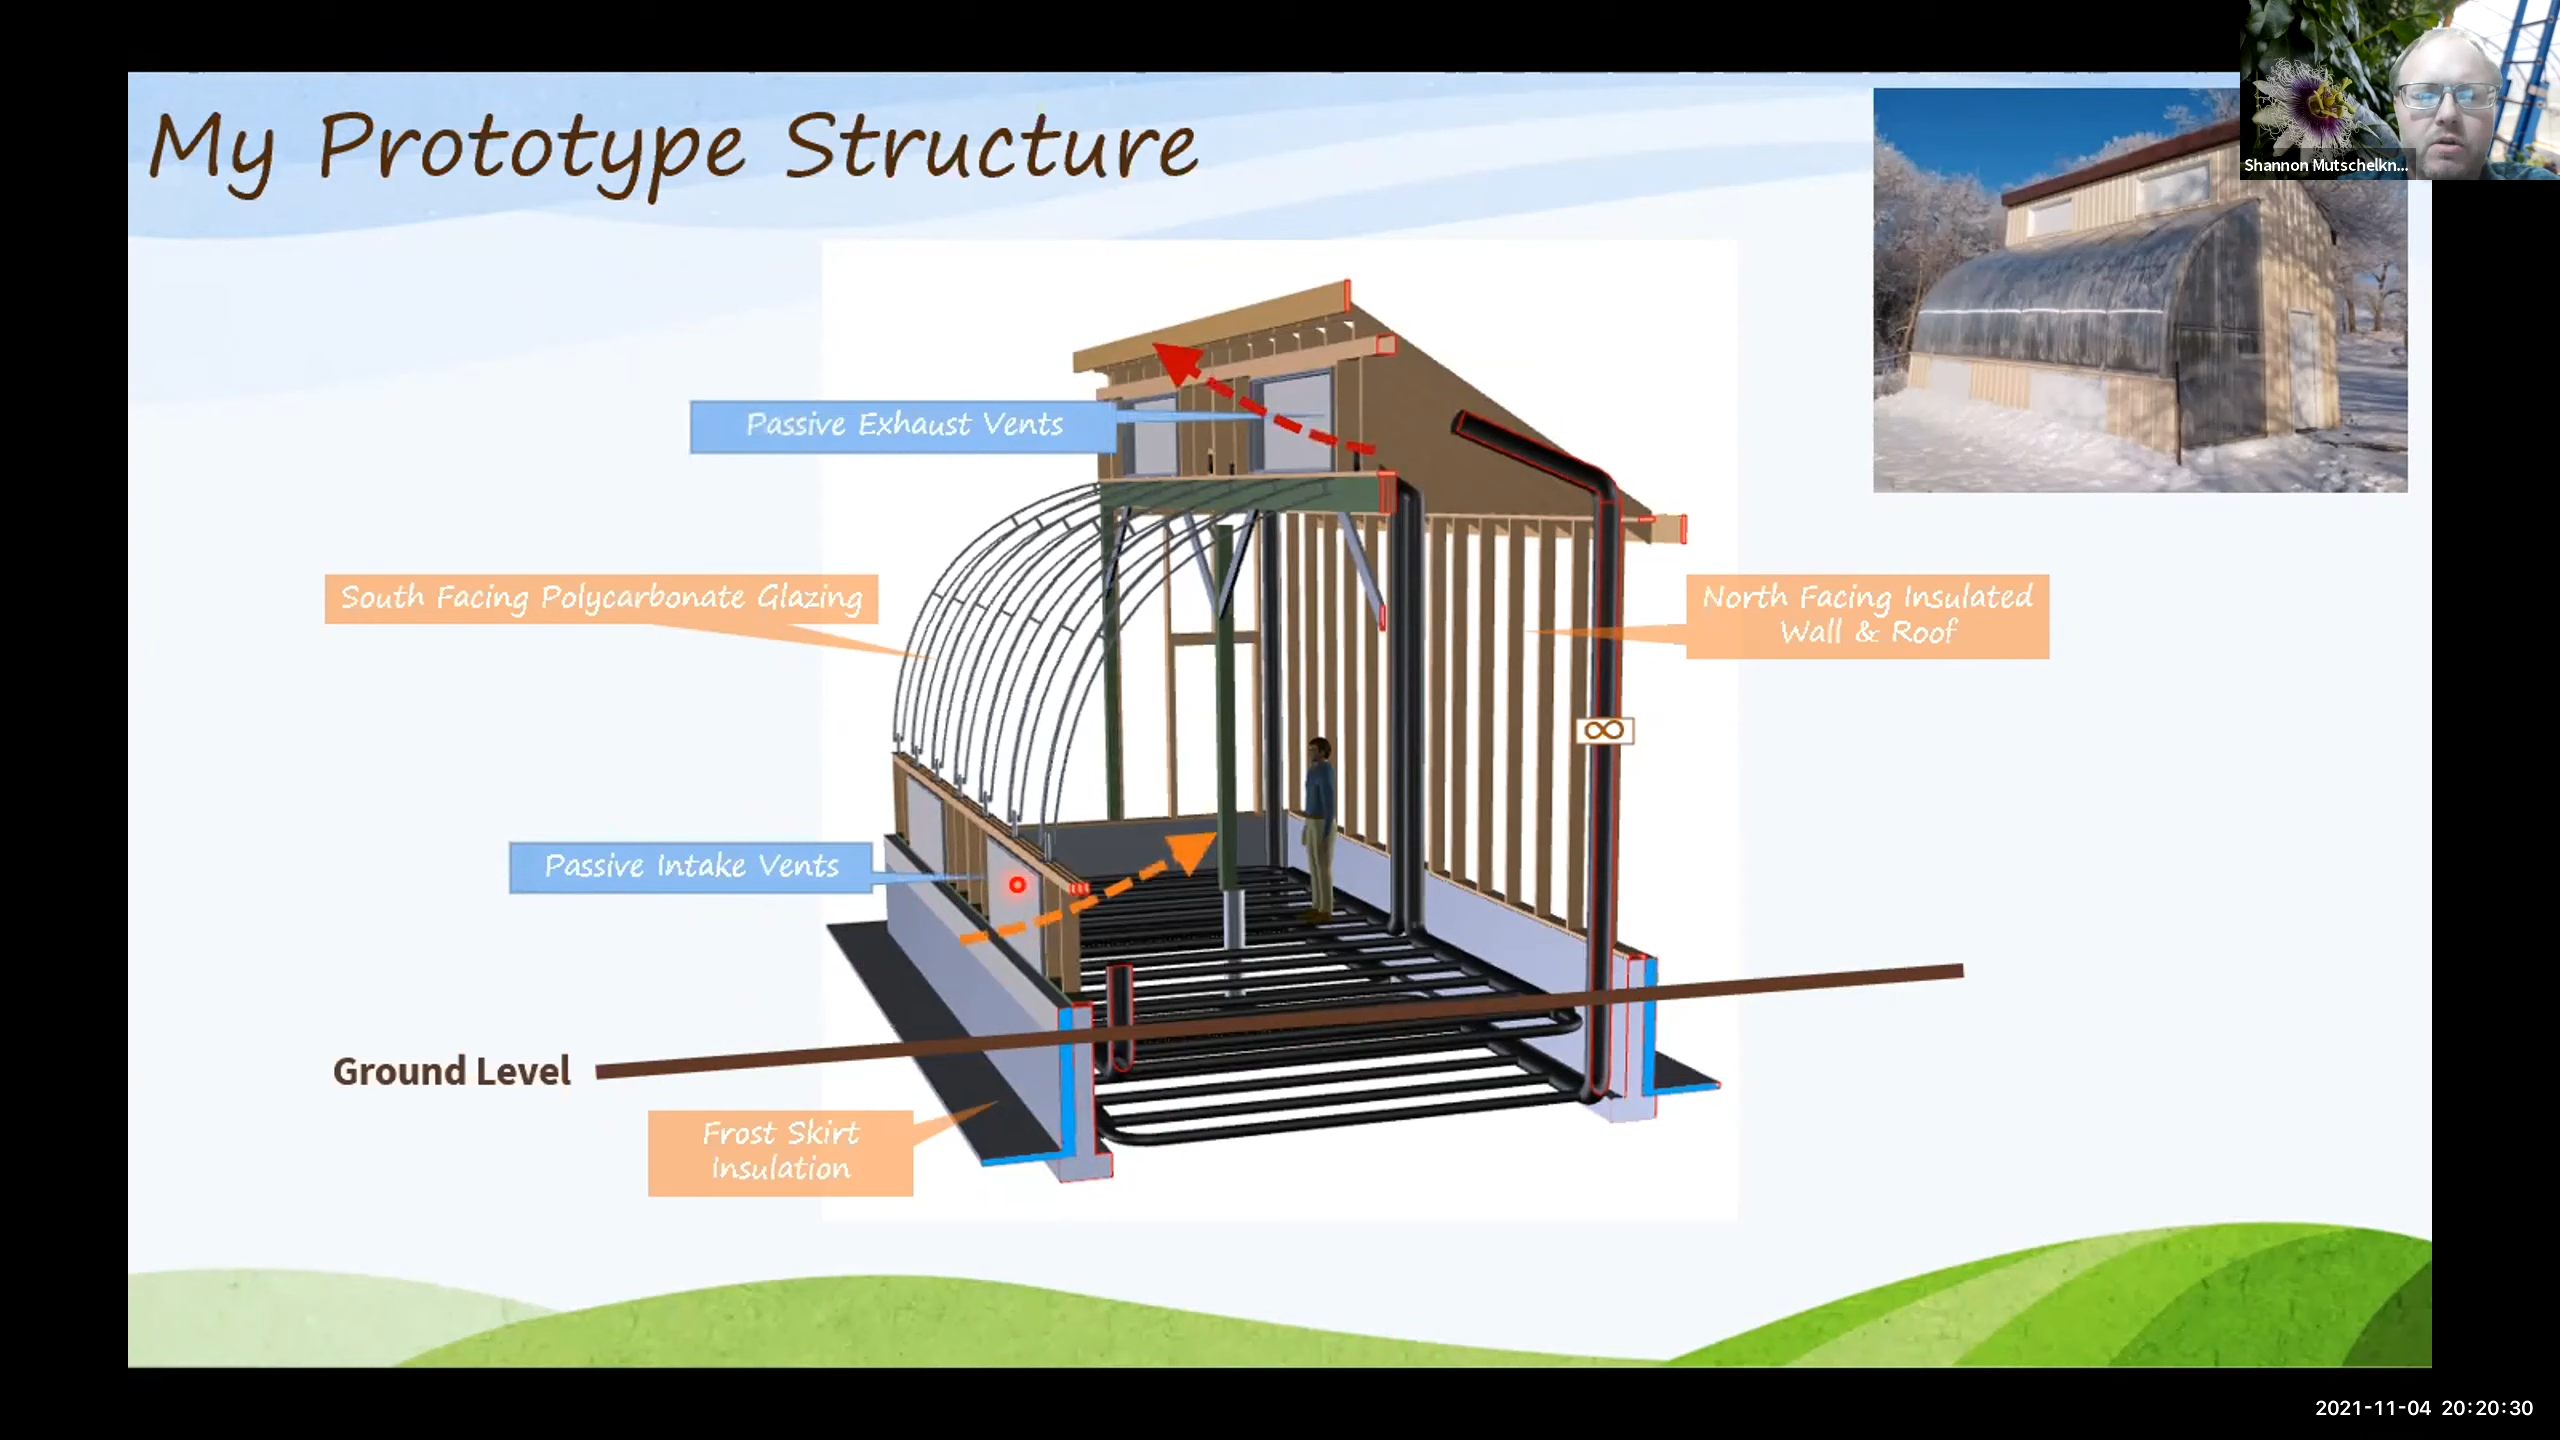 My Prototype Structure
Shannon Mutschelkn...
Passive Exhaust Vents
South Facing Polycarbonate Glazing
North Facing Insulated
Wall & Roof
∞
Passive Intake Vents
Ground Level
Frost Skirt
Insulation
2021-11-04 20:20:30